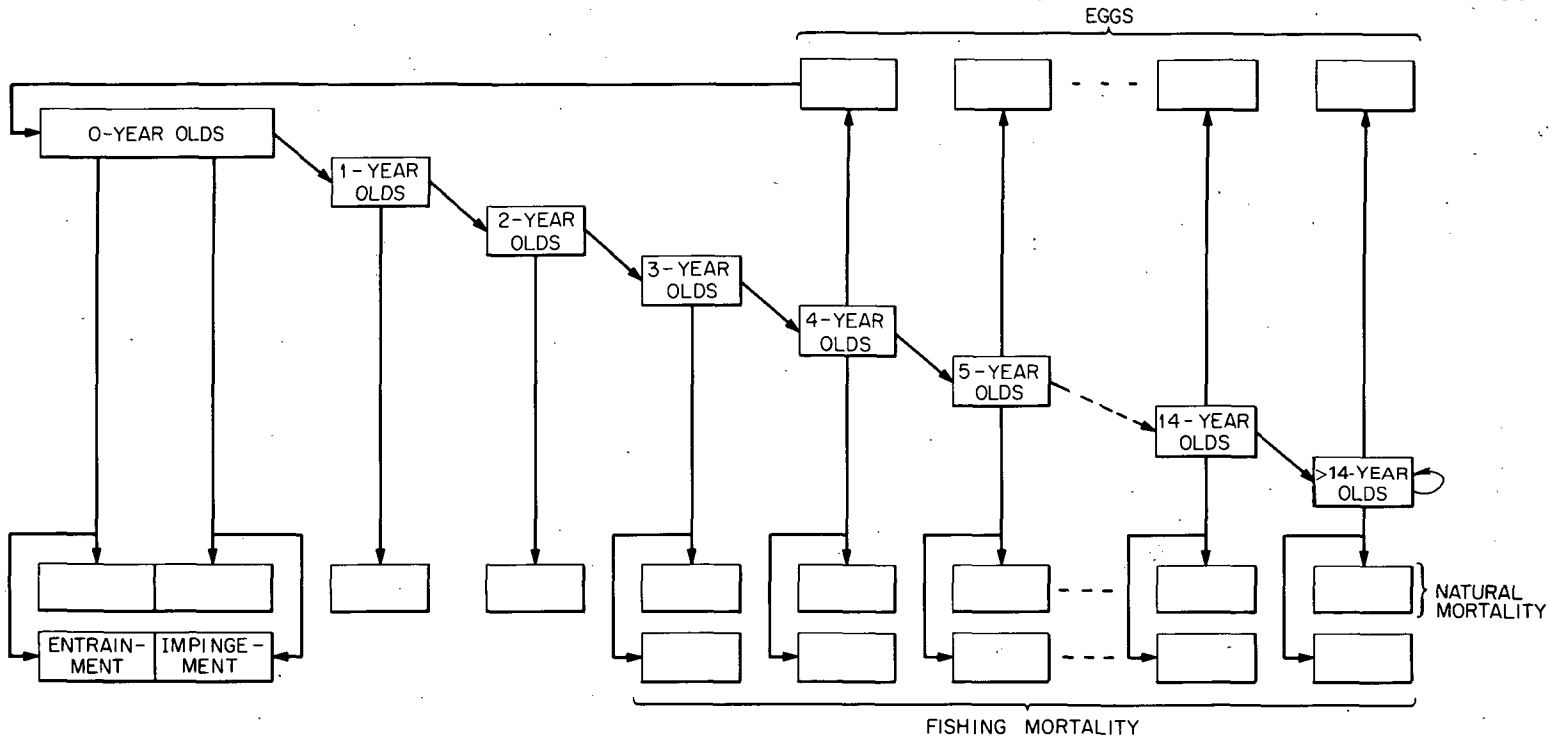 EGGS
0-YEAR OLDS
1-YEAR
OLDS
2-YEAR
OLDS
3-YEAR
OLDS
4-YEAR
OLDS
5-YEAR
OLDS
14-YEAR
OLDS
>14-YEAR
OLDS
NATURAL
MORTALITY
ENTRAIN-
MENT
IMPINGE-
MENT
FISHING MORTALITY